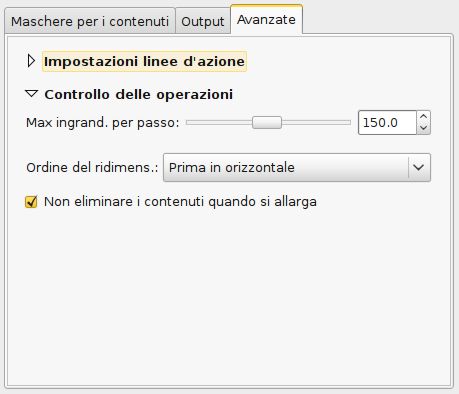 Maschere per i contenuti Output Avanzate
Impostazioni linee d'azione
Controllo delle operazioni
Max ingrand. per passo: 150.0
Ordine del ridimens.: Prima in orizzontale
Non eliminare i contenuti quando si allarga